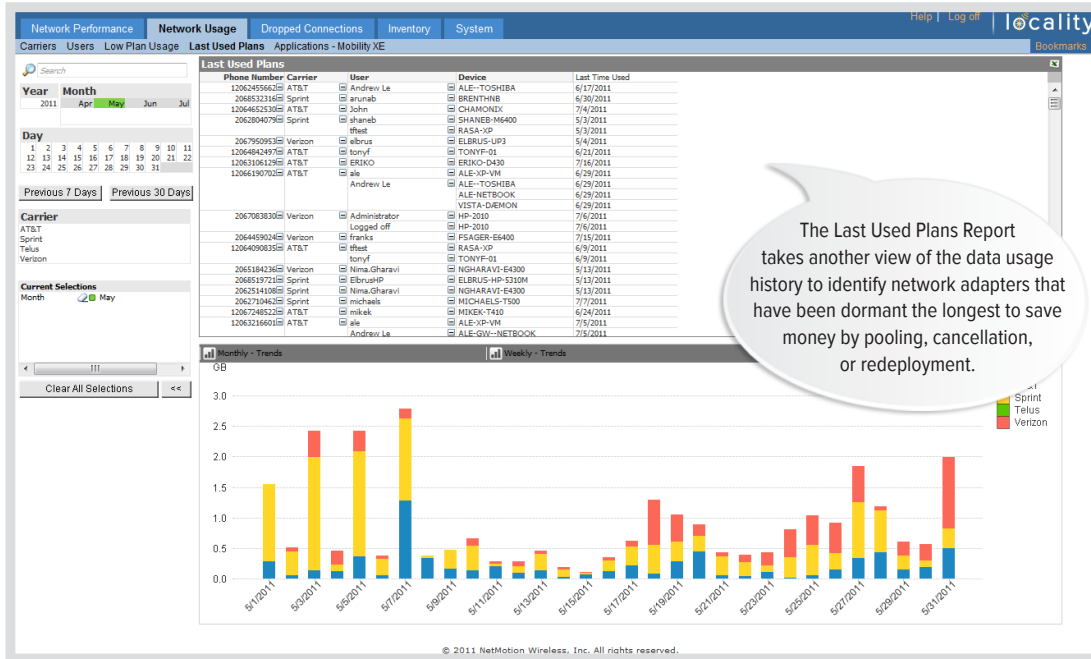 Help | Log off
locality
Network Performance Network Usage Dropped Connections Inventory System
Carriers Users Low Plan Usage Last Used Plans Applications - Mobility XE
Bookmarks
Search
Year Month
2011 Apr May Jun Jul
Day
1 2 3 4 5 6 7 8 9 10 11
12 13 14 15 16 17 18 19 20 21 22
23 24 25 26 27 28 29 30 31
Previous 7 Days Previous 30 Days
Carrier
AT&T
Sprint
Telus
Verizon
Current Selections
Month May
Clear All Selections <<
Last Used Plans
Phone Number Carrier User Device Last Time Used
12062455662 AT&T Andrew Le ALE--TOSHIBA 6/17/2011
2068532316 Sprint arunab BRENTHNB 6/30/2011
12064652530 AT&T John CHAMONIX 7/4/2011
2062804079 Sprint shaneb SHANEB-M6400 5/3/2011
tftest RASA-XP 5/3/2011
2067950953 Verizon elbrus ELBRUS-UP3 5/4/2011
12064842497 AT&T tonyf TONYF-01 6/21/2011
12063106129 AT&T ERIKO ERIKO-D430 7/16/2011
12066190702 AT&T ale ALE-XP-VM 6/29/2011
Andrew Le ALE--TOSHIBA 6/29/2011
ALE-NETBOOK 6/29/2011
VISTA-DÆMON 6/29/2011
2067083830 Verizon Administrator HP-2010 7/6/2011
Logged off HP-2010 7/6/2011
2064459024 Verizon franks FSAGER-E6400 7/15/2011
12064090835 AT&T tftest RASA-XP 6/9/2011
tonyf TONYF-01 6/9/2011
2065184236 Verizon Nima.Gharavi NGHARAVI-E4300 5/13/2011
2068519721 Sprint ElbrusHP ELBRUS-HP-5310M 5/13/2011
2062514108 Sprint Nima.Gharavi NGHARAVI-E4300 5/13/2011
2062710462 Sprint michaels MICHAELS-T500 7/7/2011
12067248522 AT&T mikek MIKEK-T410 6/24/2011
12063216601 AT&T ale ALE-XP-VM 7/5/2011
Andrew Le ALE-GW--NETBOOK 7/5/2011
The Last Used Plans Report
takes another view of the data usage
history to identify network adapters that
have been dormant the longest to save
money by pooling, cancellation,
or redeployment.
Monthly - Trends Weekly - Trends
GB
3.0
2.5
2.0
1.5
1.0
0.5
0.0
5/1/2011 5/3/2011 5/5/2011 5/7/2011 5/9/2011 5/11/2011 5/13/2011 5/15/2011 5/17/2011 5/19/2011 5/21/2011 5/23/2011 5/25/2011 5/27/2011 5/29/2011 5/31/2011
Sprint
Telus
Verizon
© 2011 NetMotion Wireless, Inc. All rights reserved.